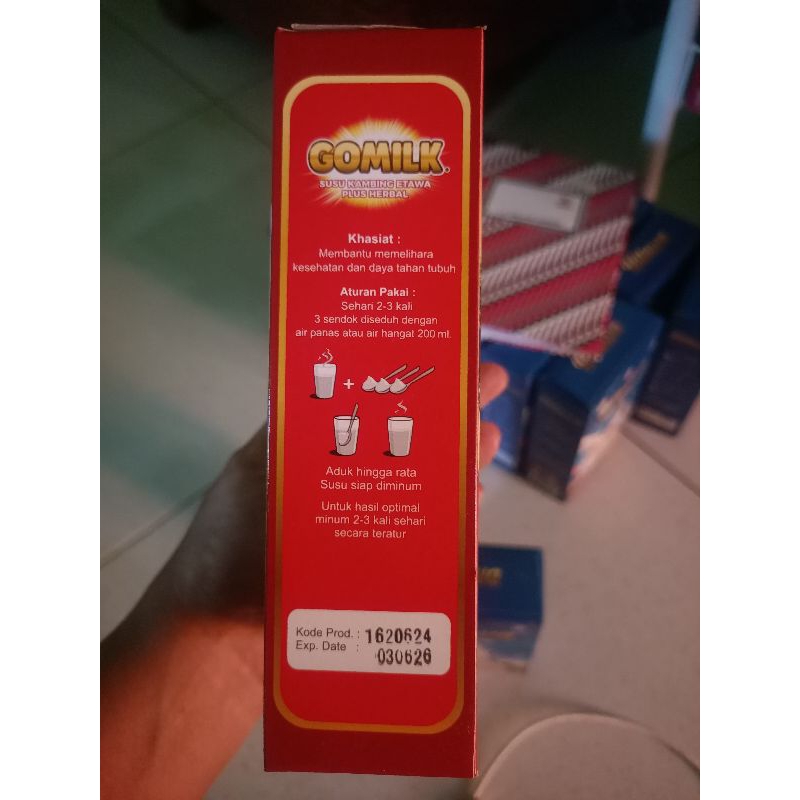 GOMILK
SUSU KAMBING ETAWA
PLUS HERBAL
Khasiat :
Membantu memelihara
kesehatan dan daya tahan tubuh
Aturan Pakai :
Sehari 2-3 kali
3 sendok diseduh dengan
air panas atau air hangat 200 ml.
+
Aduk hingga rata
Susu siap diminum
Untuk hasil optimal
minum 2-3 kali sehari
secara teratur
Kode Prod. : 1620624
Exp. Date : 030626